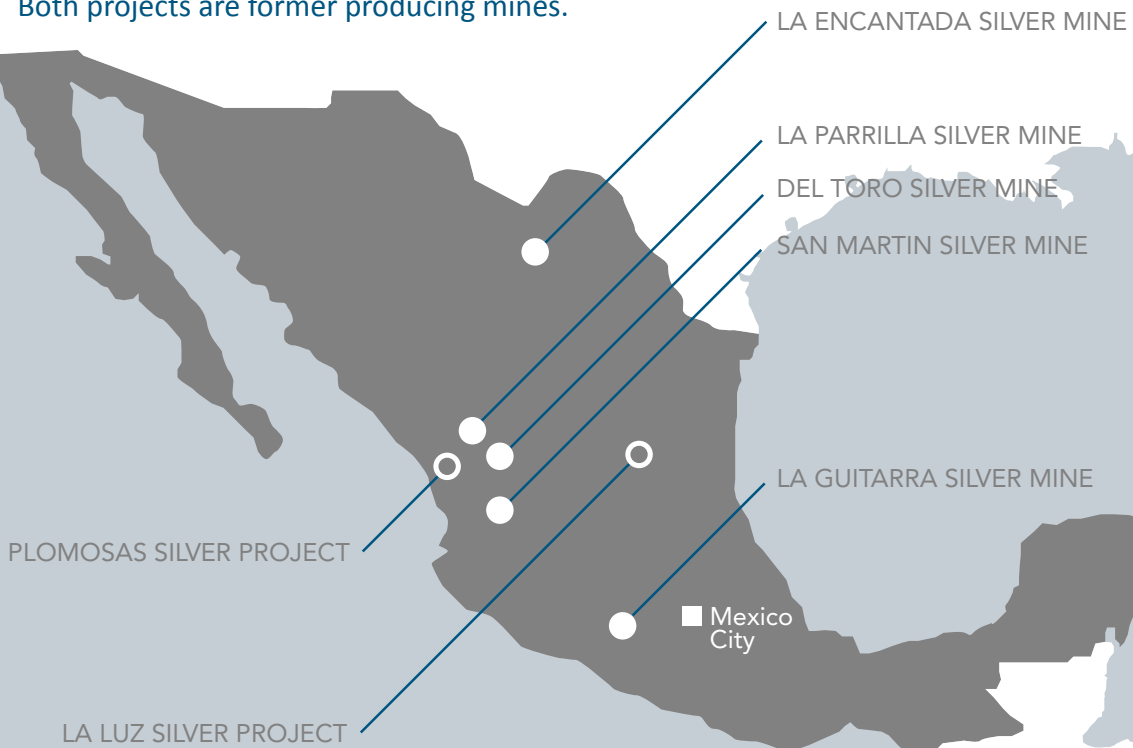 Both projects are former producing mines.
LA ENCANTADA SILVER MINE
LA PARRILLA SILVER MINE
DEL TORO SILVER MINE
SAN MARTIN SILVER MINE
LA GUITARRA SILVER MINE
PLOMOSAS SILVER PROJECT
Mexico
City
LA LUZ SILVER PROJECT